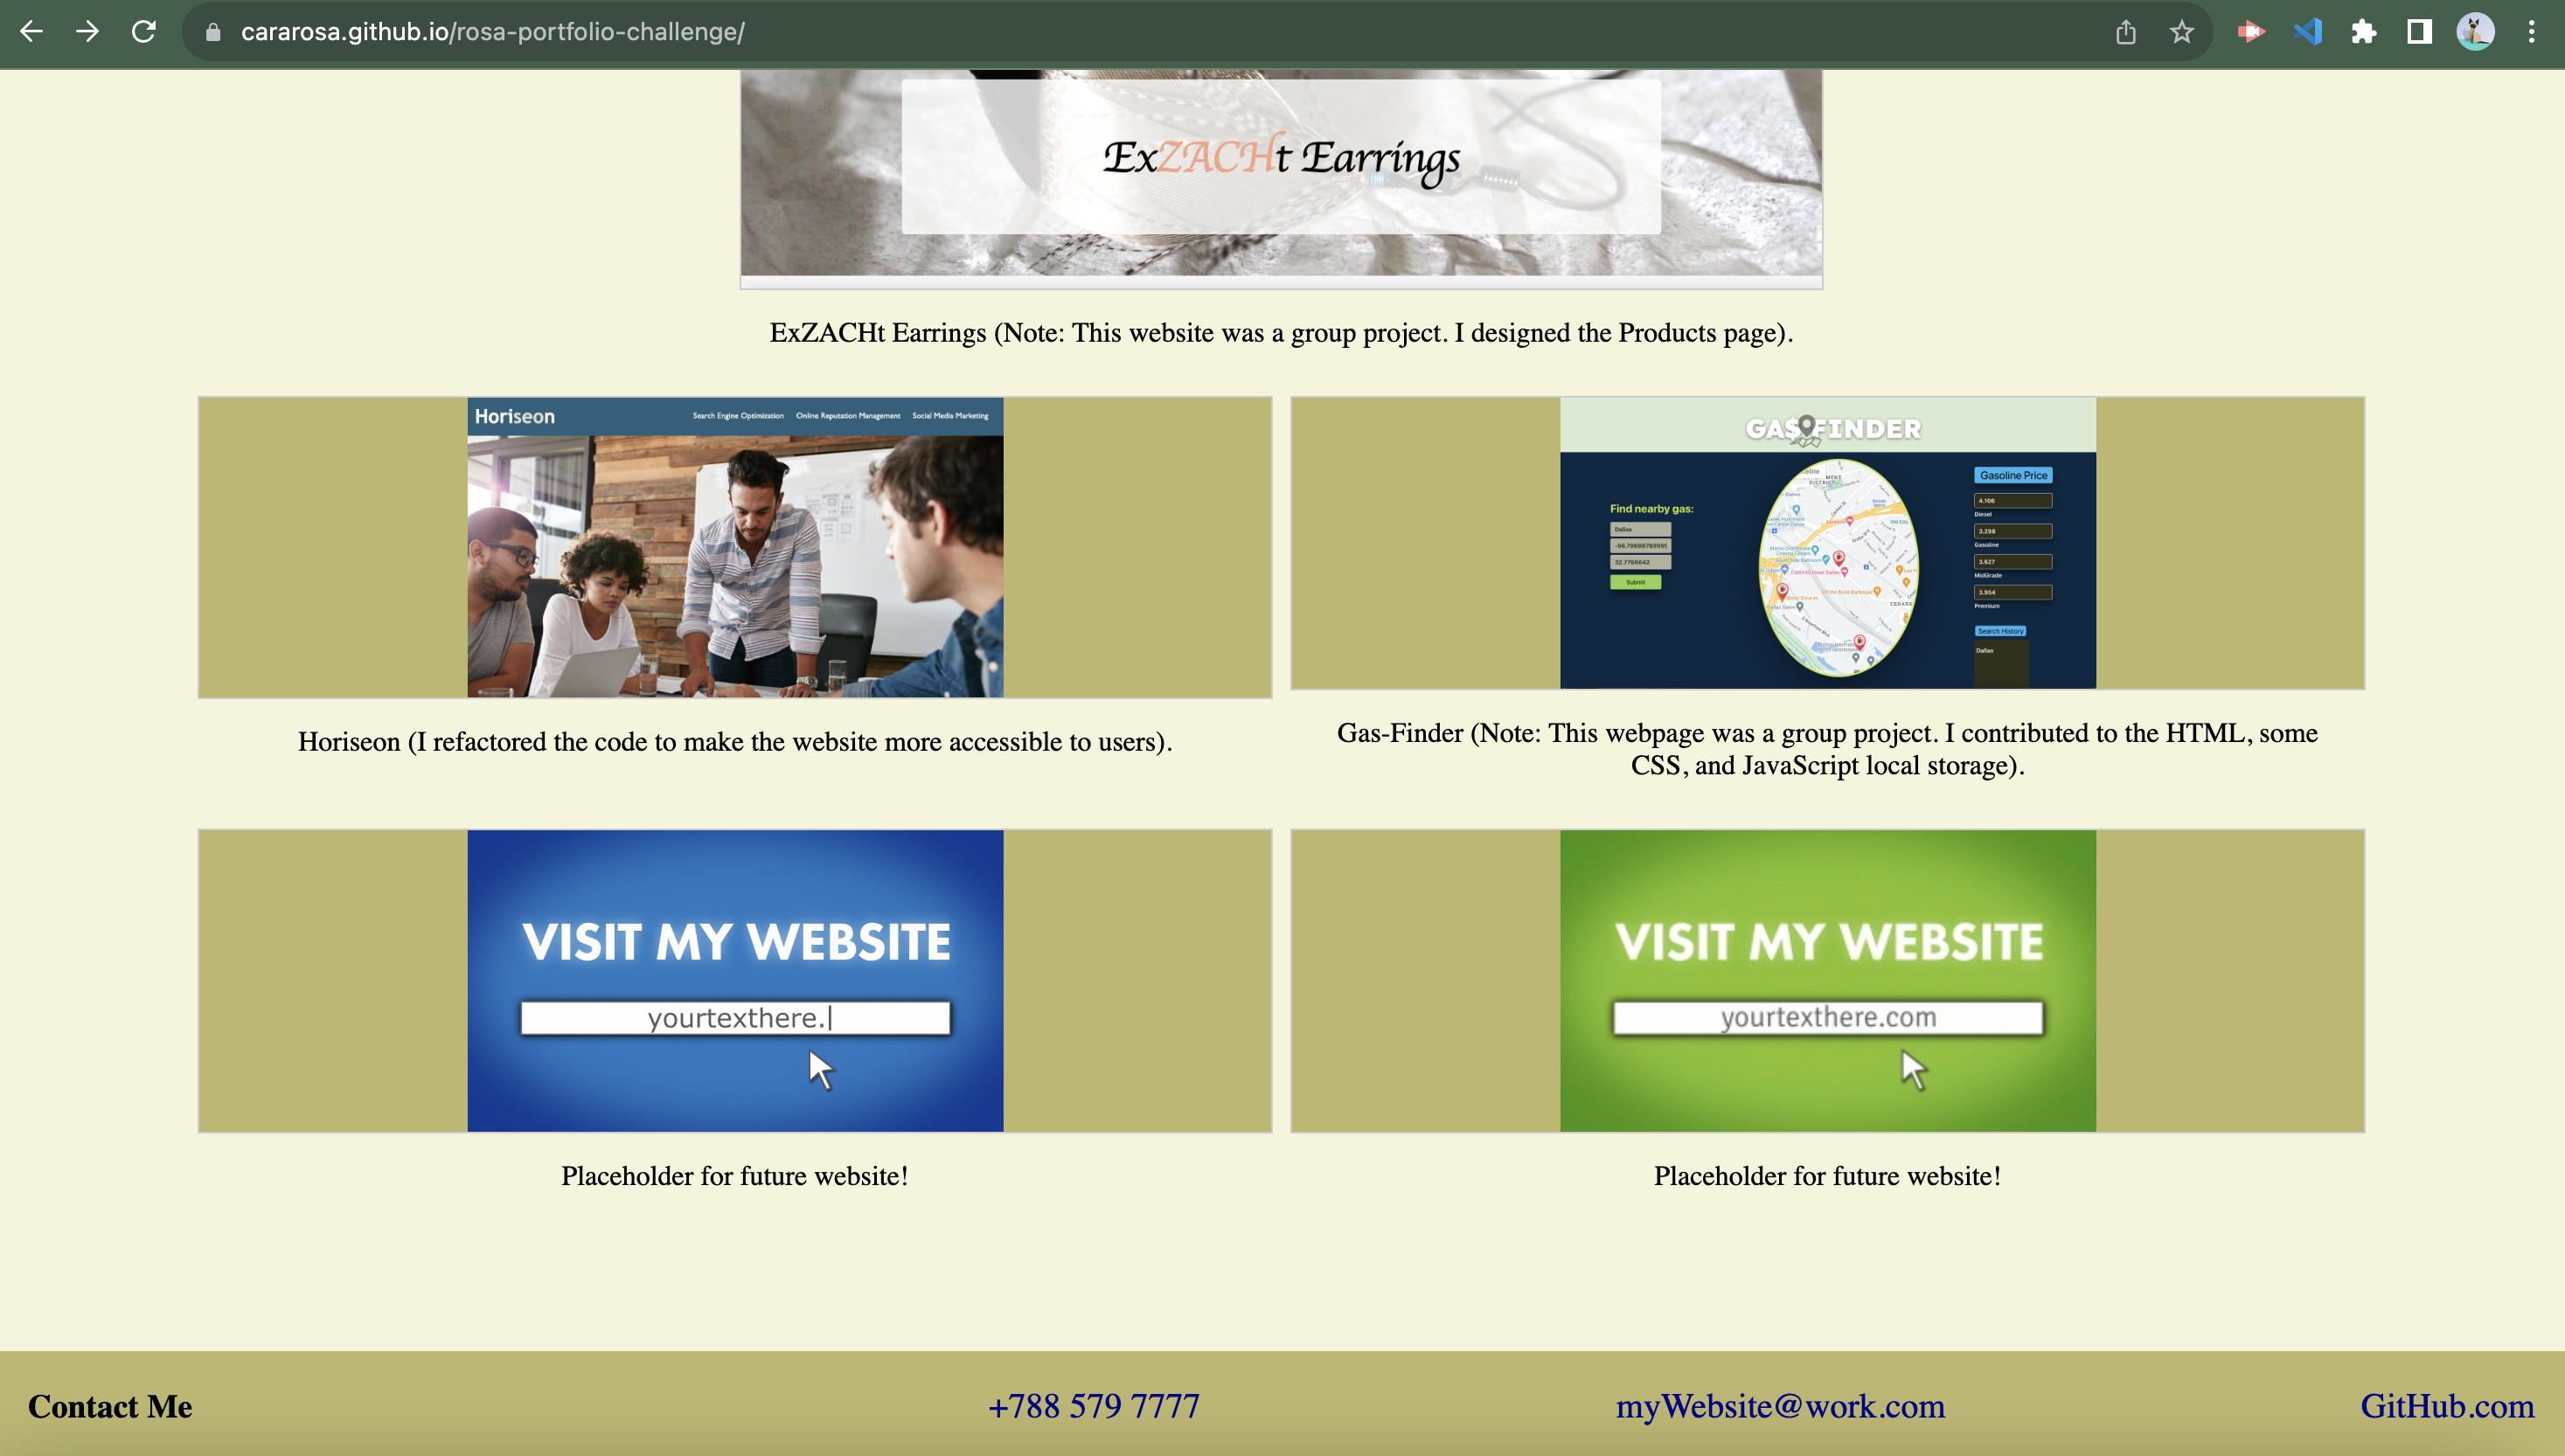 cararosa.github.io/rosa-portfolio-challenge/
ExZACHt Earrings
ExZACHt Earrings (Note: This website was a group project. I designed the Products page).
Horiseon
Search Engine Optimization
Online Reputation Management
Social Media Marketing
GAS FINDER
Find nearby gas:
Dallas
32.7766642
Submit
Gasoline Price
4.106
Diesel
3.298
Gasoline
3.627
MidGrade
3.954
Premium
Search History
Dallas
CEDARS
Horiseon (I refactored the code to make the website more accessible to users).
Gas-Finder (Note: This webpage was a group project. I contributed to the HTML, some
CSS, and JavaScript local storage).
VISIT MY WEBSITE
yourtexthere.
VISIT MY WEBSITE
yourtexthere.com
Placeholder for future website!
Placeholder for future website!
Contact Me
+788 579 7777
myWebsite@work.com
GitHub.com